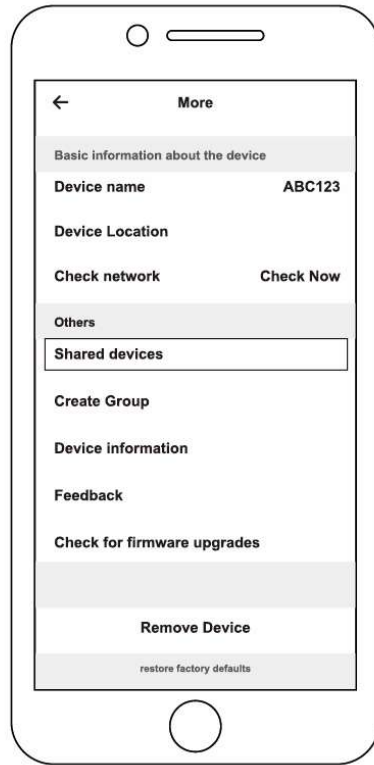 ← More
Basic information about the device
Device name ABC123
Device Location
Check network Check Now
Others
Shared devices
Create Group
Device information
Feedback
Check for firmware upgrades
Remove Device
restore factory defaults